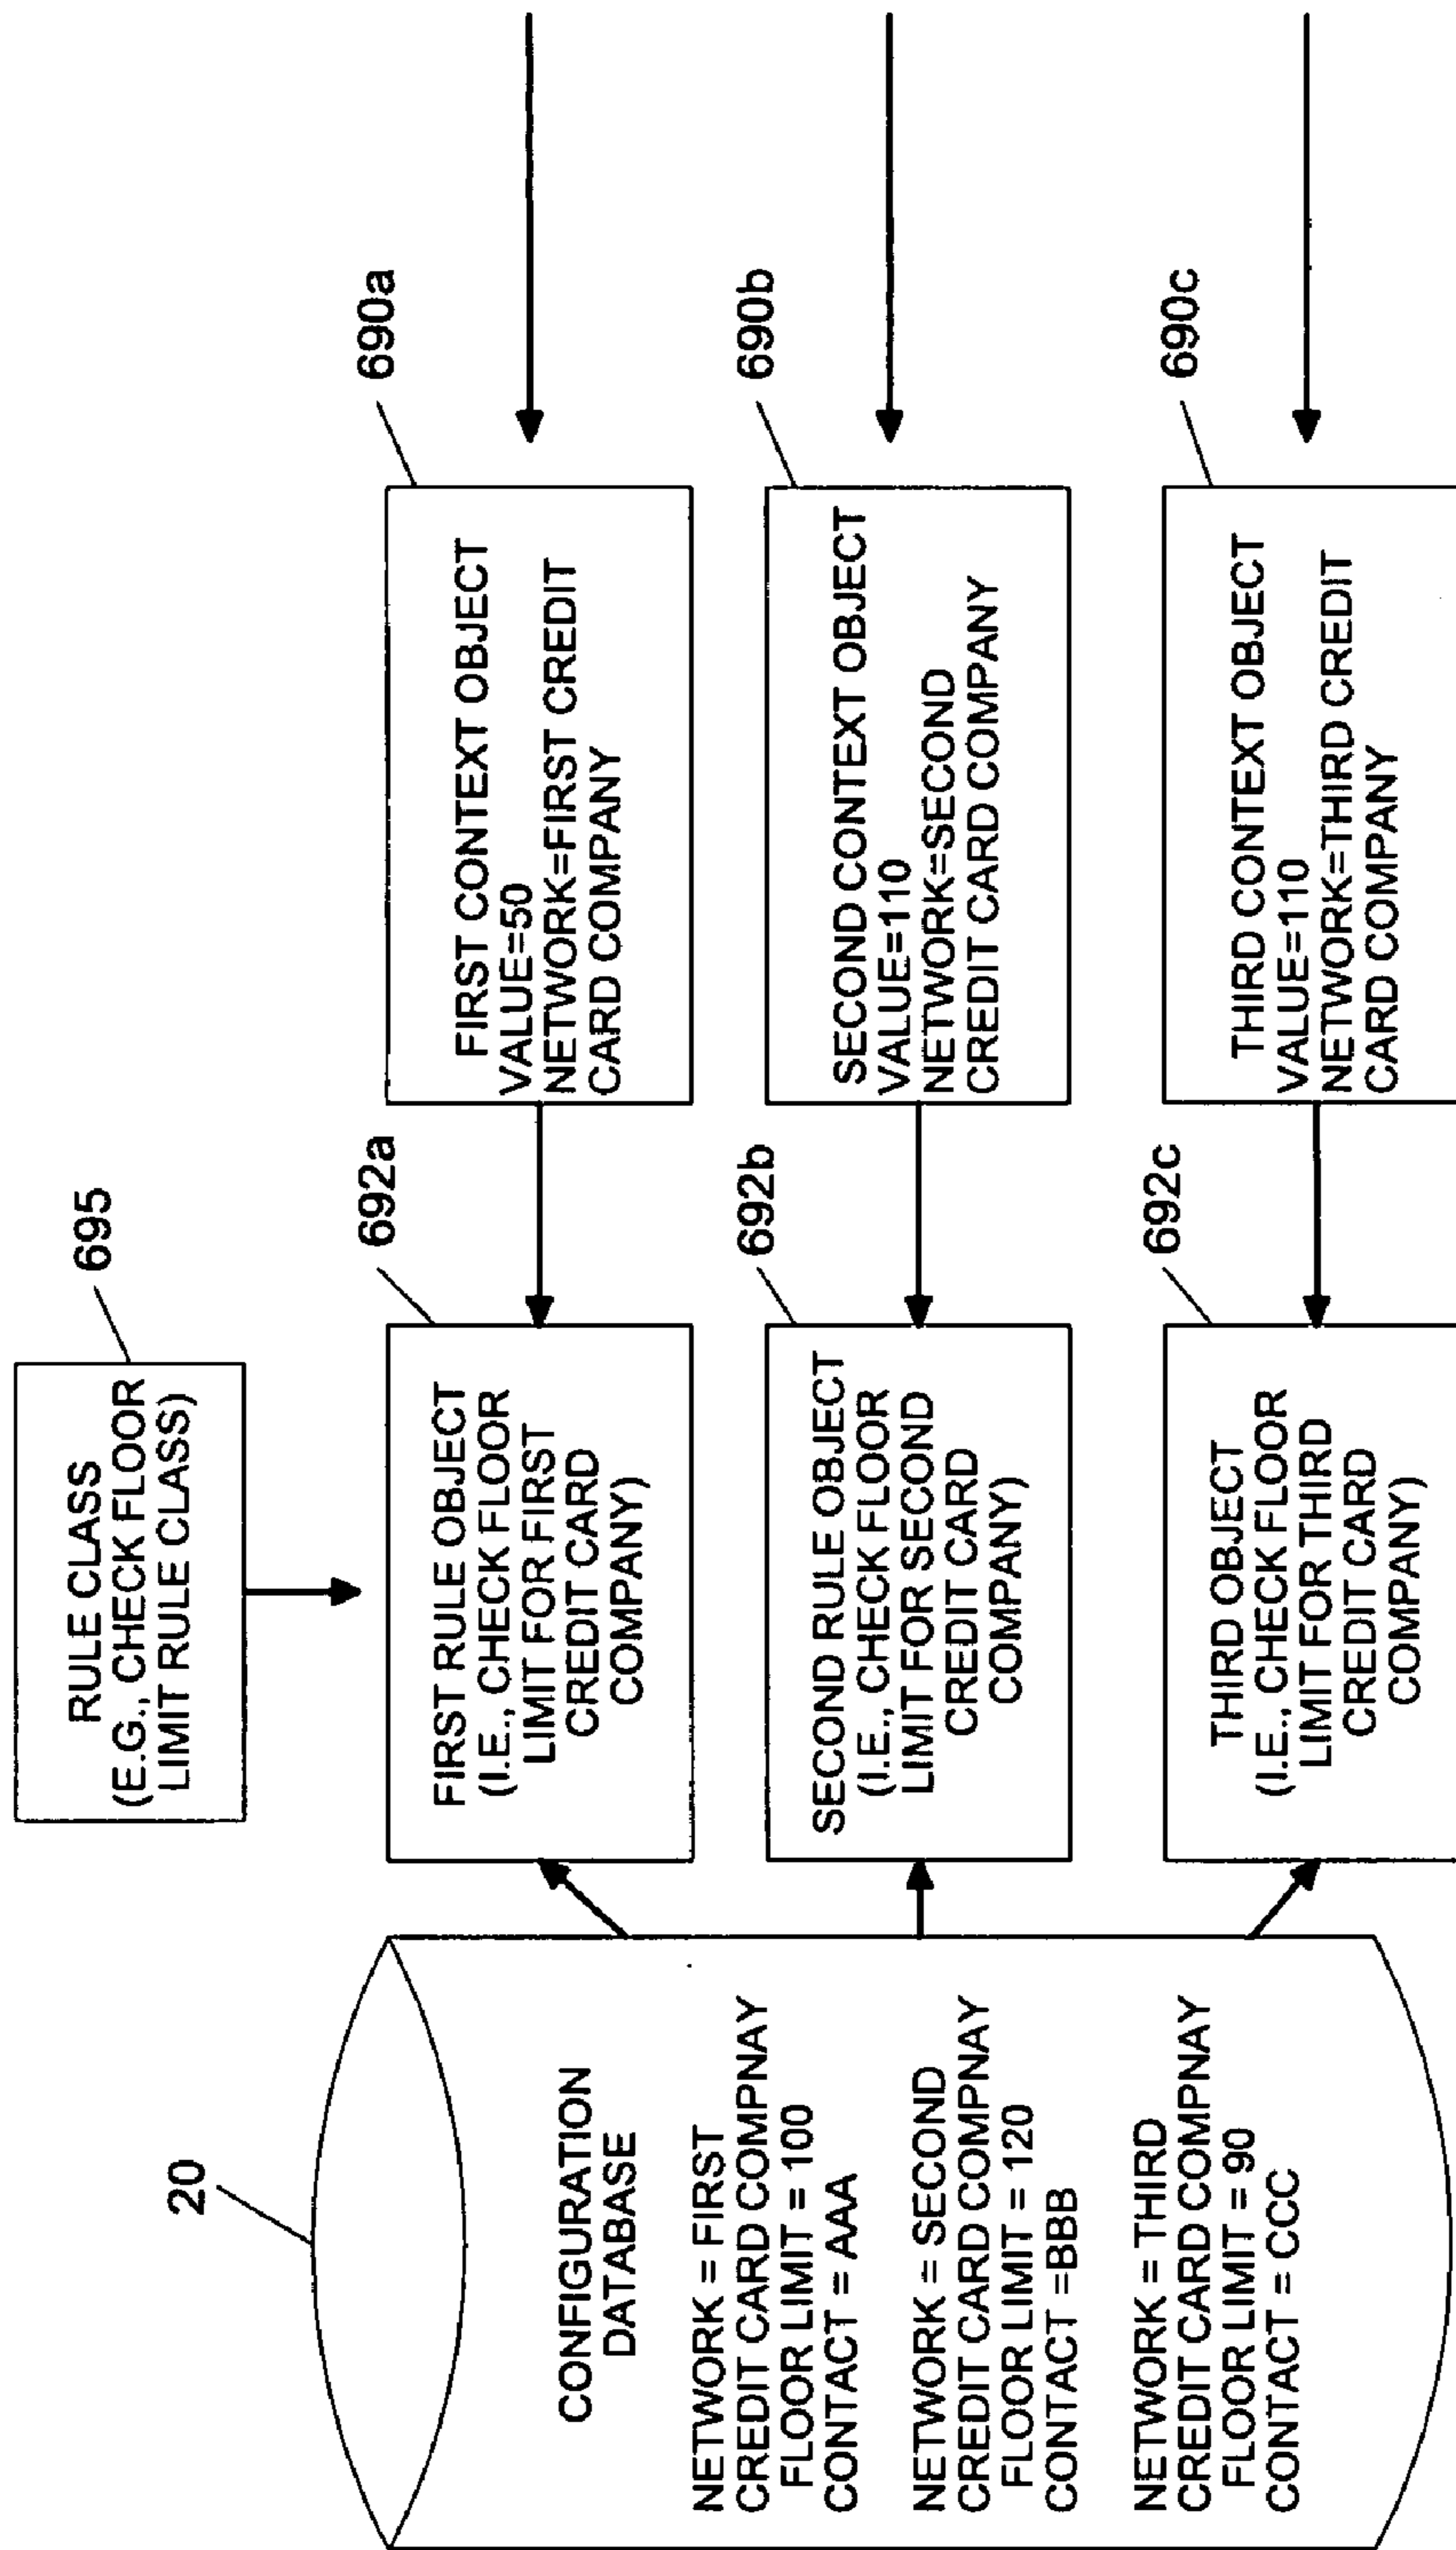 695
RULE CLASS
(E.G., CHECK FLOOR
LIMIT RULE CLASS)
20
CONFIGURATION
DATABASE
NETWORK = FIRST
CREDIT CARD COMPNAY
FLOOR LIMIT = 100
CONTACT = AAA
NETWORK = SECOND
CREDIT CARD COMPNAY
FLOOR LIMIT = 120
CONTACT =BBB
NETWORK = THIRD
CREDIT CARD COMPNAY
FLOOR LIMIT = 90
CONTACT = CCC
692a
FIRST RULE OBJECT
(I.E., CHECK FLOOR
LIMIT FOR FIRST
CREDIT CARD
COMPANY)
690a
FIRST CONTEXT OBJECT
VALUE=50
NETWORK=FIRST CREDIT
CARD COMPANY
692b
SECOND RULE OBJECT
(I.E., CHECK FLOOR
LIMIT FOR SECOND
CREDIT CARD
COMPANY)
690b
SECOND CONTEXT OBJECT
VALUE=110
NETWORK=SECOND
CREDIT CARD COMPANY
692c
THIRD OBJECT
(I.E., CHECK FLOOR
LIMIT FOR THIRD
CREDIT CARD
COMPANY)
690c
THIRD CONTEXT OBJECT
VALUE=110
NETWORK=THIRD CREDIT
CARD COMPANY